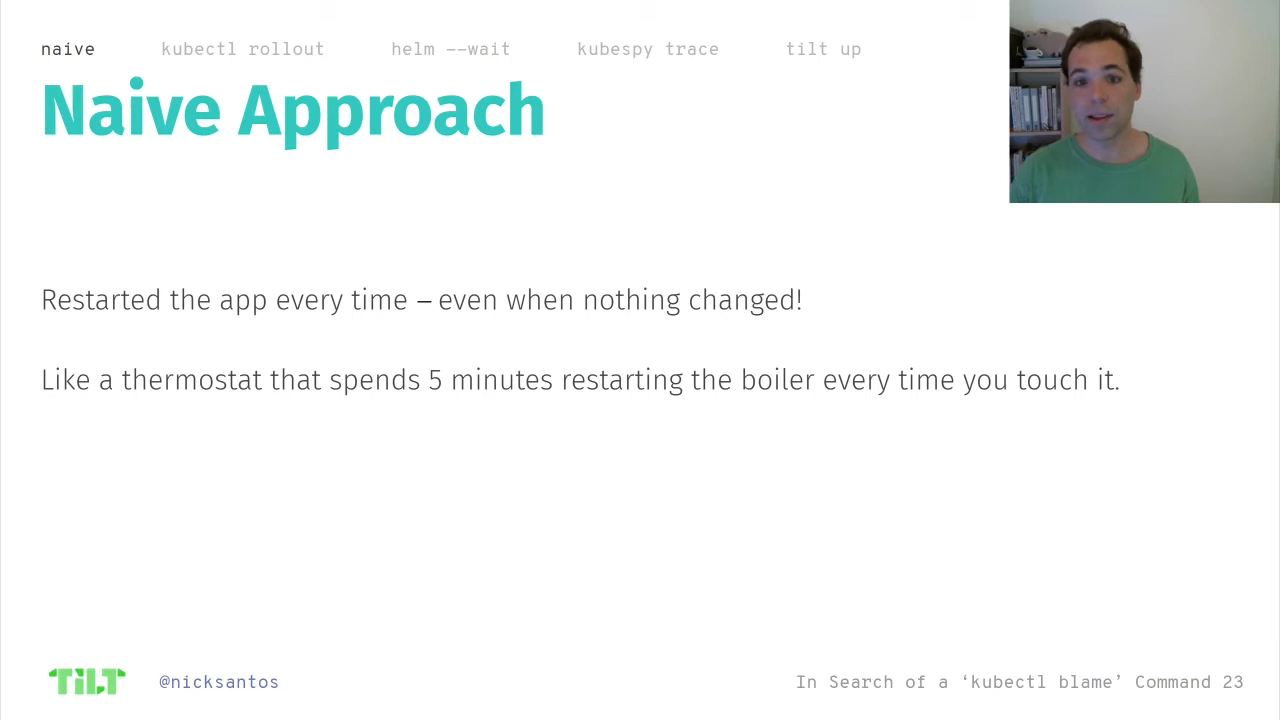 naive kubectl rollout helm --wait kubespy trace tilt up
Naive Approach
Restarted the app every time – even when nothing changed!
Like a thermostat that spends 5 minutes restarting the boiler every time you touch it.
TILT @nicksantos In Search of a ‘kubectl blame’ Command 23